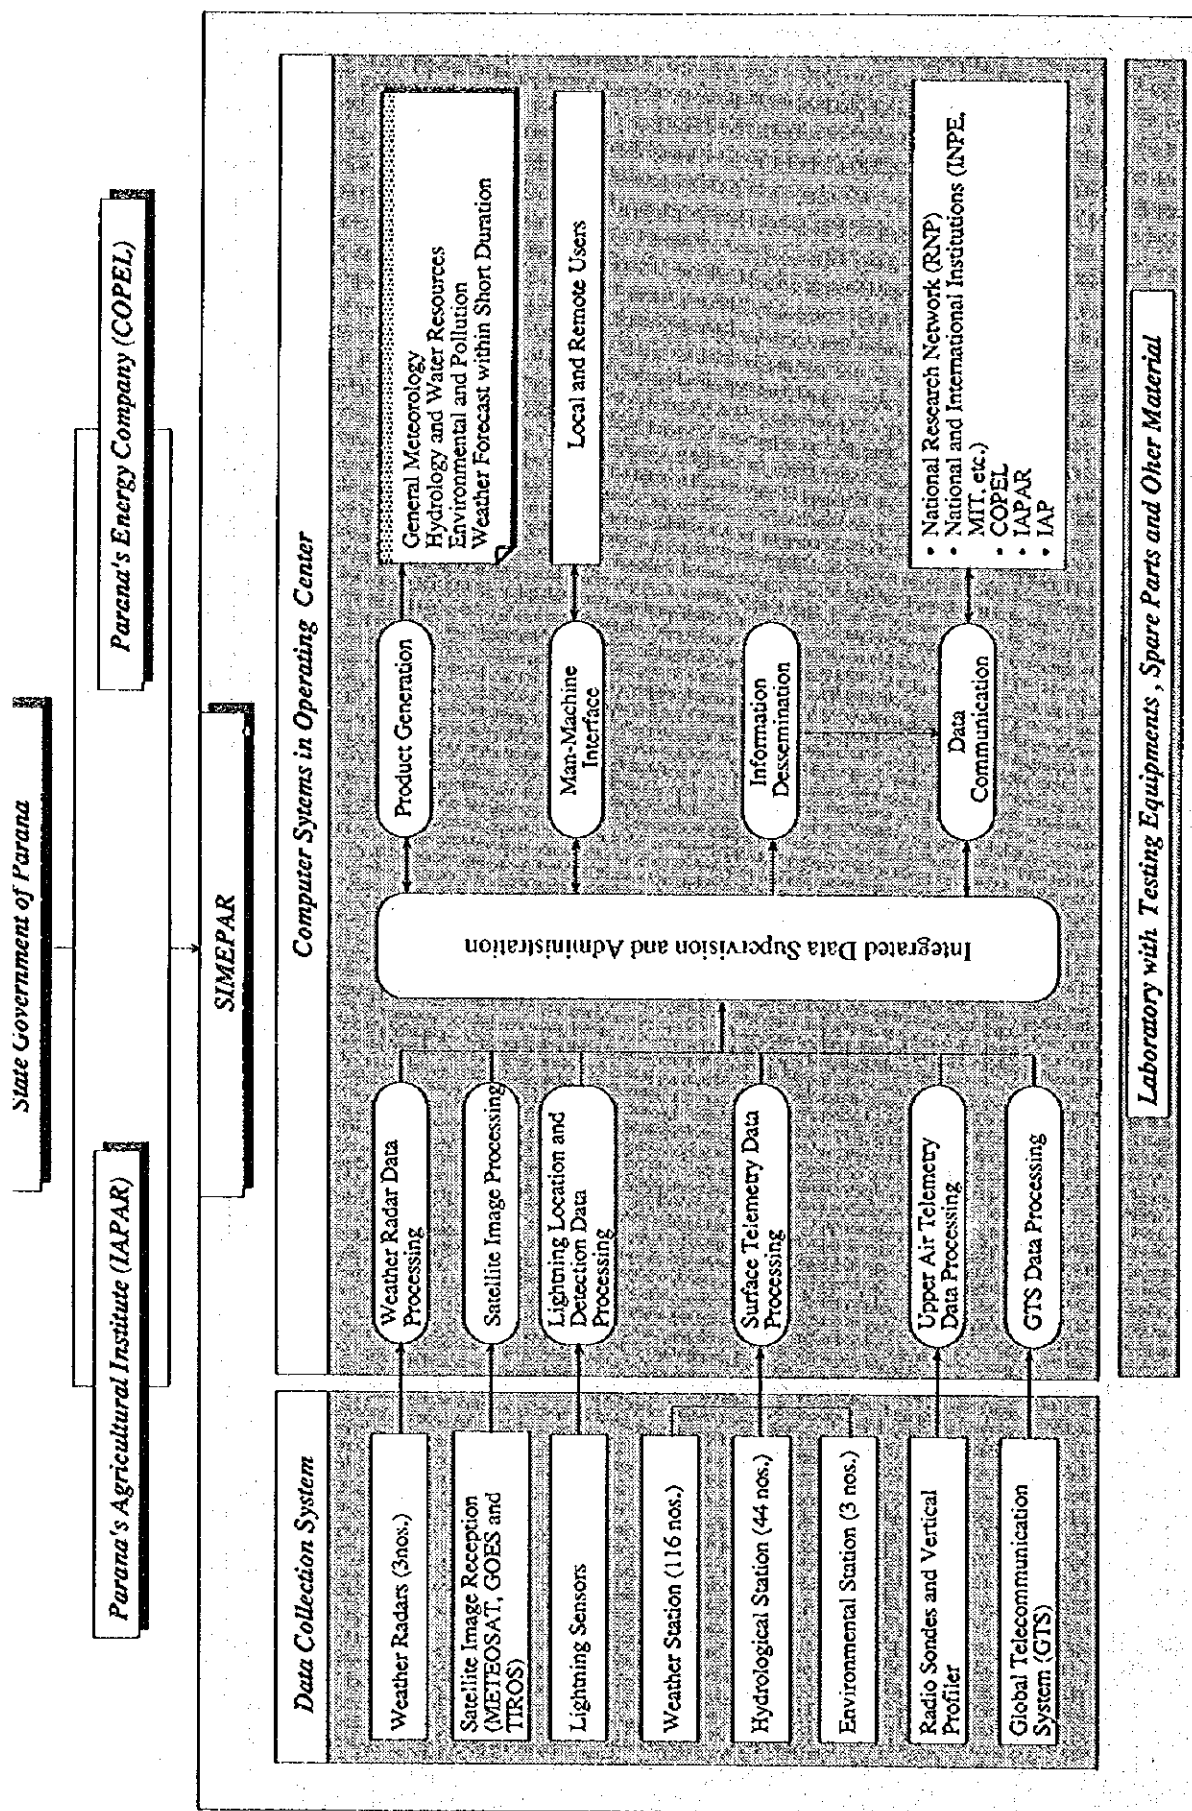 State Government of Parana
Parana's Agricultural Institute (IAPAR)
Parana's Energy Company (COPEL)
SIMEPAR
Data Collection System
Weather Radars (3nos.)
Satellite Image Reception
(METEOSAT, GOES and
TIROS)
Lightning Sensors
Weather Station (116 nos.)
Hydrological Station (44 nos.)
Environmental Station (3 nos.)
Radio Sondes and Vertical
Profiler
Global Telecommunication
System (GTS)
Computer Systems in Operating Center
Weather Radar Data
Processing
Satellite Image Processing
Lightning Location and
Detection Data
Processing
Surface Telemetry Data
Processing
Upper Air Telemetry
Data Processing
GTS Data Processing
Integrated Data Supervision and Administration
Product Generation
Man-Machine
Interface
Information
Dessemination
Data
Communication
General Meteorology
Hydrology and Water Resources
Environmental and Pollution
Weather Forecast within Short Duration
Local and Remote Users
• National Research Network (RNP)
• National and International Institutions (INPE,
MIT, etc.)
• COPEL
• IAPAR
• IAP
Laboratory with Testing Equipments , Spare Parts and Oher Material